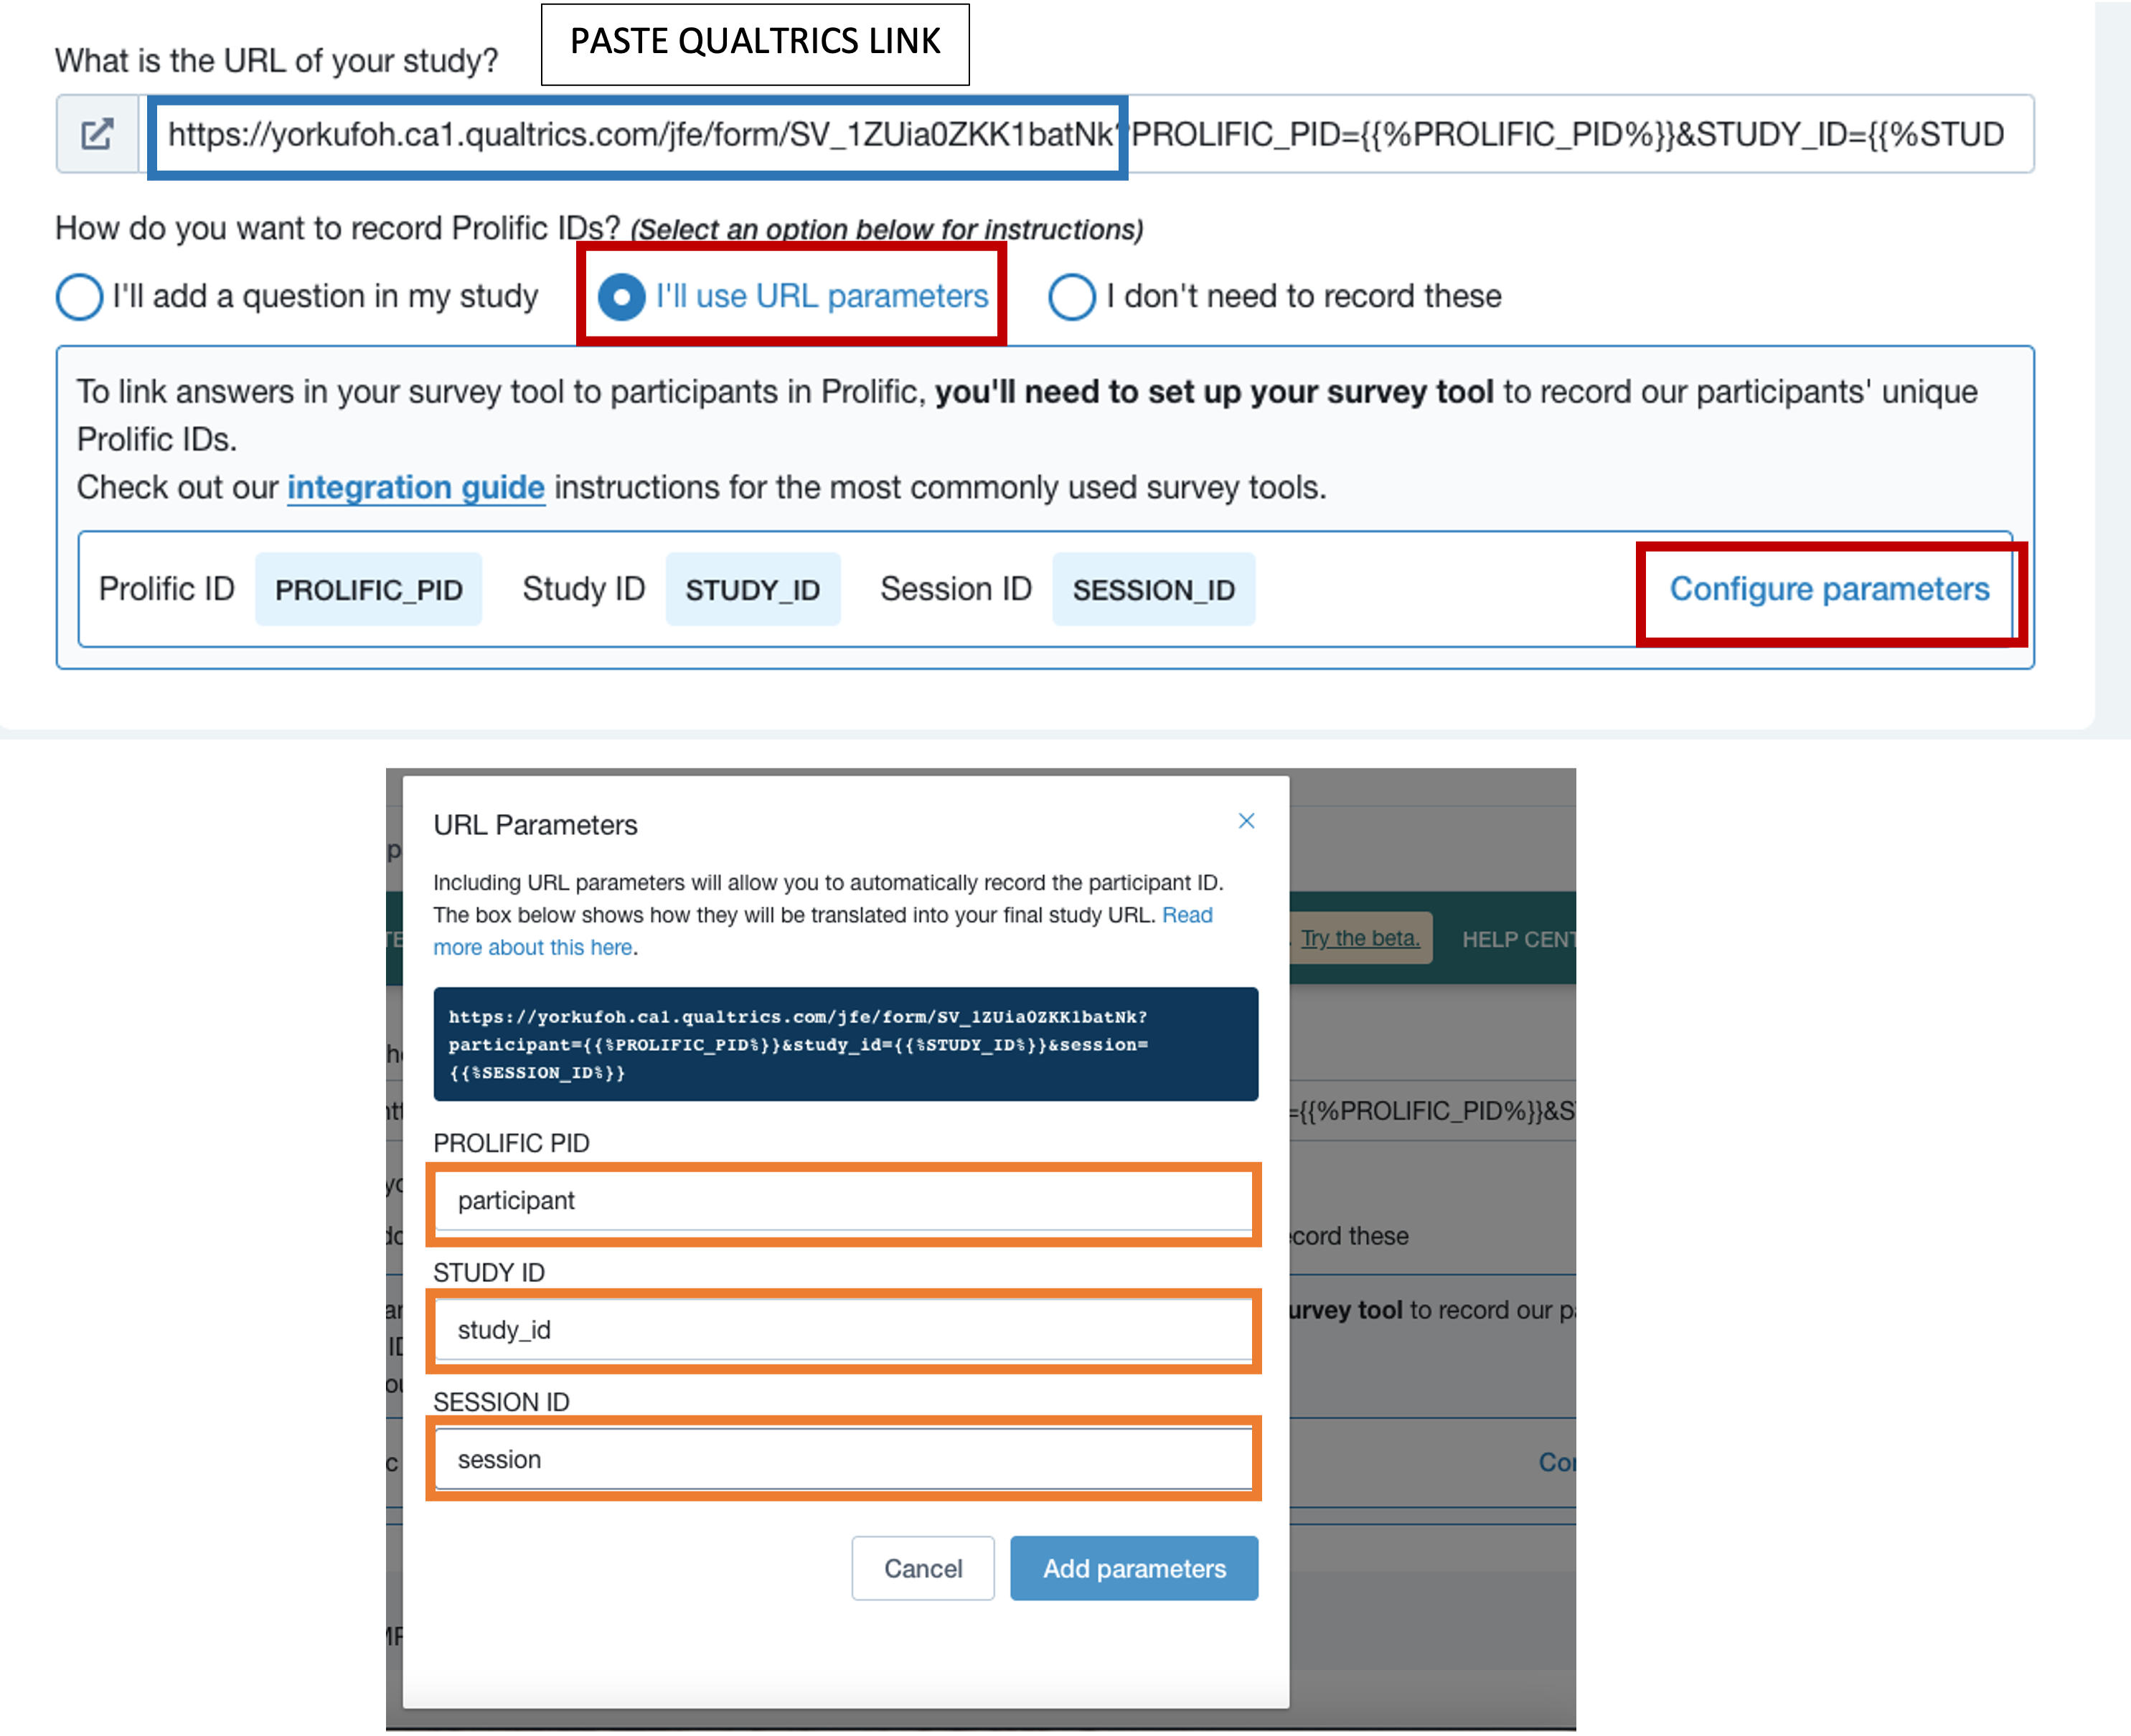 PASTE QUALTRICS LINK
What is the URL of your study?
https://yorkufoh.ca1.qualtrics.com/jfe/form/SV_1ZUia0ZKK1batNk?PROLIFIC_PID={{%PROLIFIC_PID%}}&STUDY_ID={{%STUD
How do you want to record Prolific IDs? (Select an option below for instructions)
I'll add a question in my study I'll use URL parameters I don't need to record these
To link answers in your survey tool to participants in Prolific, you'll need to set up your survey tool to record our participants' unique
Prolific IDs.
Check out our integration guide instructions for the most commonly used survey tools.
Prolific ID PROLIFIC_PID Study ID STUDY_ID Session ID SESSION_ID Configure parameters
URL Parameters
Including URL parameters will allow you to automatically record the participant ID.
The box below shows how they will be translated into your final study URL. Read
more about this here.
Try the beta. HELP CENT
https://yorkufoh.ca1.qualtrics.com/jfe/form/SV_1ZUia0ZKK1batNk?
participant={{%PROLIFIC_PID%}}&study_id={{%STUDY_ID%}}&session=
{{%SESSION_ID%}}
={{%PROLIFIC_PID%}}&S
PROLIFIC PID
participant
ecord these
STUDY ID
study_id
urvey tool to record our p
SESSION ID
session
Cor
Cancel Add parameters